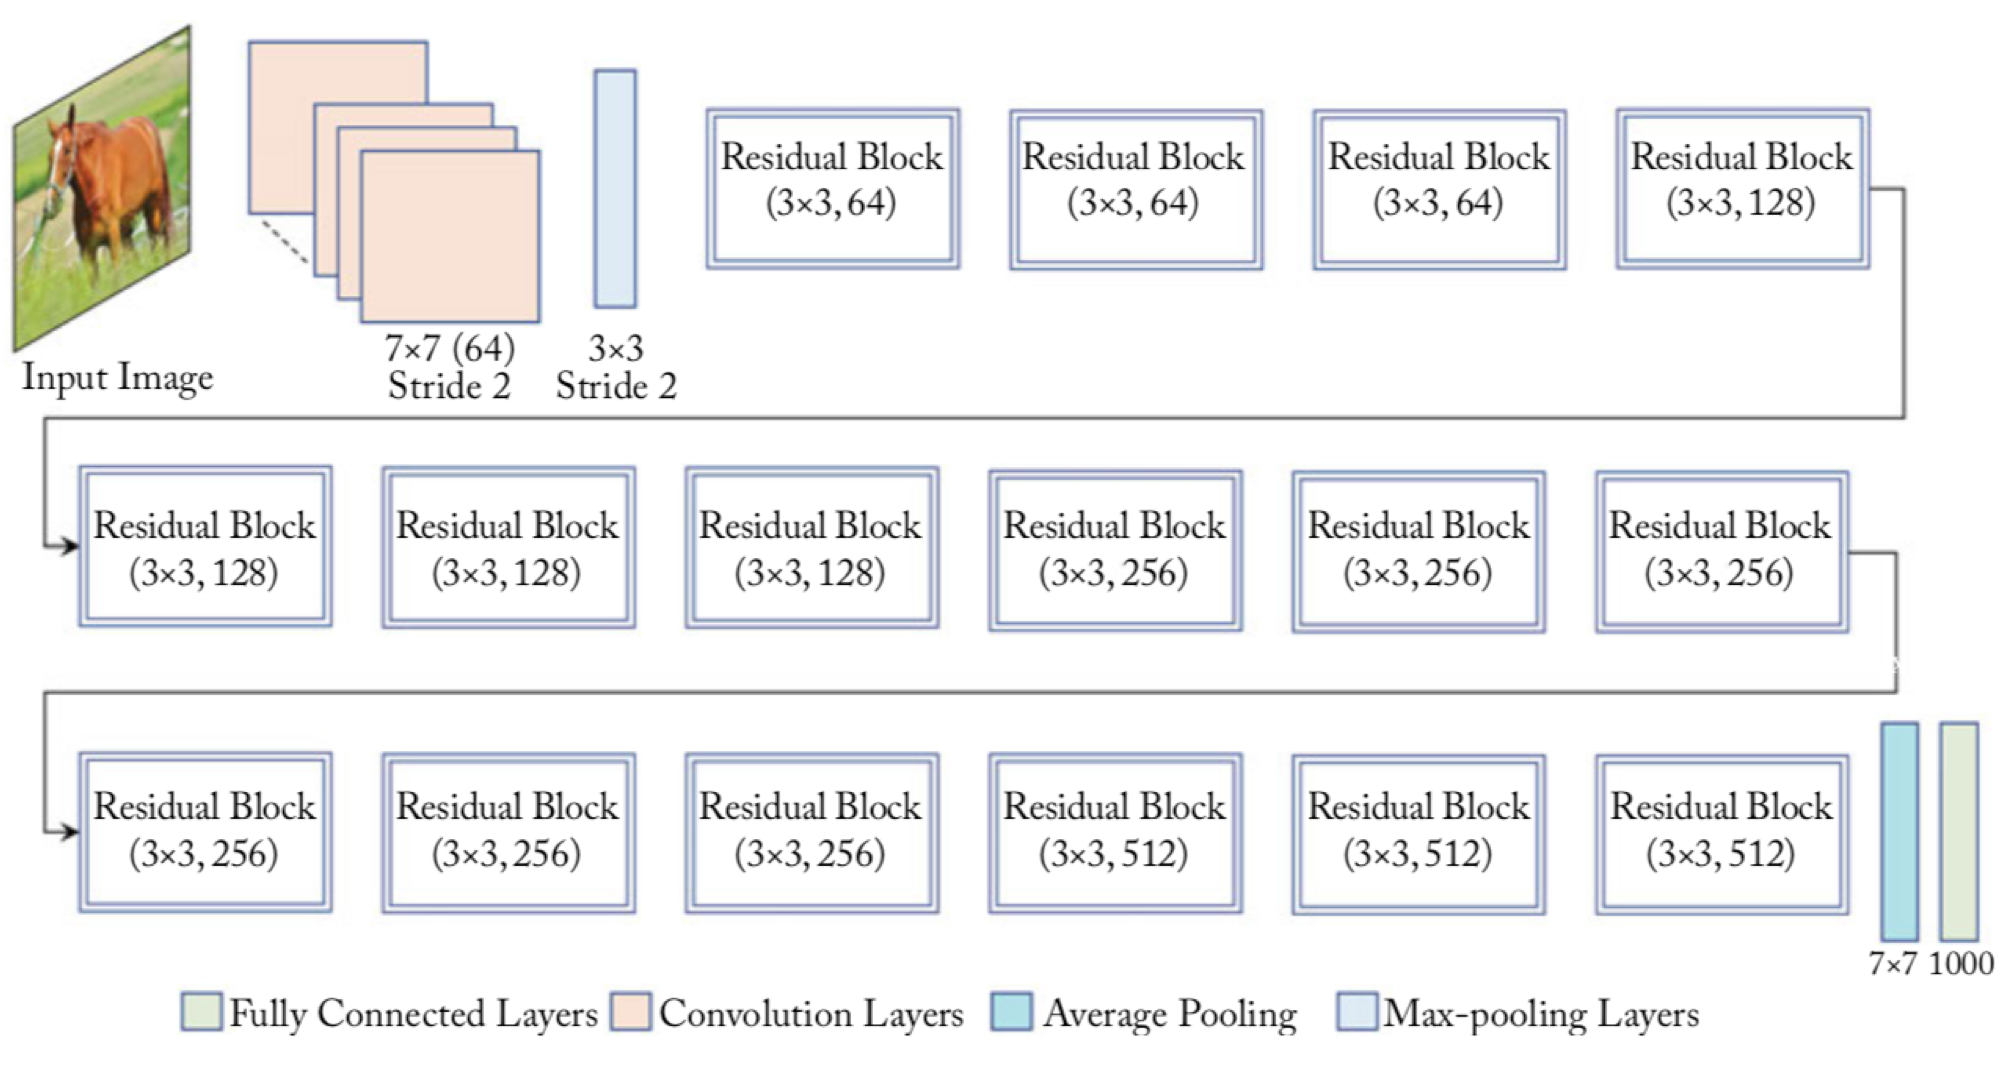 Residual Block
(3×3, 64)
Residual Block
(3×3, 64)
Residual Block
(3×3, 64)
Residual Block
(3×3, 128)
Input Image
7×7 (64)
Stride 2
3×3
Stride 2
Residual Block
(3×3, 128)
Residual Block
(3×3, 128)
Residual Block
(3×3, 128)
Residual Block
(3×3, 256)
Residual Block
(3×3, 256)
Residual Block
(3×3, 256)
Residual Block
(3×3, 256)
Residual Block
(3×3, 256)
Residual Block
(3×3, 256)
Residual Block
(3×3, 512)
Residual Block
(3×3, 512)
Residual Block
(3×3, 512)
7×7
1000
Fully Connected Layers
Convolution Layers
Average Pooling
Max-pooling Layers